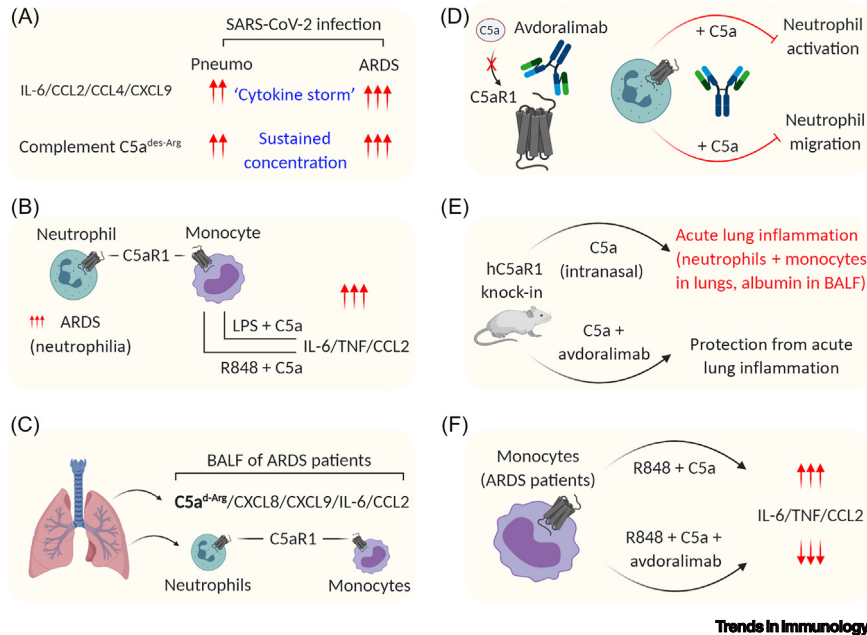 (A)
SARS-CoV-2 infection
Pneumo
ARDS
IL-6/CCL2/CCL4/CXCL9
'Cytokine storm'
Complement C5a^des-Arg
Sustained
concentration
(B)
Neutrophil
Monocyte
C5aR1
ARDS
(neutrophilia)
LPS + C5a
IL-6/TNF/CCL2
R848 + C5a
(C)
BALF of ARDS patients
C5a^d-Arg/CXCL8/CXCL9/IL-6/CCL2
C5aR1
Neutrophils
Monocytes
(D)
C5a
Avdoralimab
C5aR1
+ C5a
Neutrophil
activation
+ C5a
Neutrophil
migration
(E)
hC5aR1
knock-in
C5a
(intranasal)
Acute lung inflammation
(neutrophils + monocytes
in lungs, albumin in BALF)
C5a +
avdoralimab
Protection from acute
lung inflammation
(F)
Monocytes
(ARDS patients)
R848 + C5a
IL-6/TNF/CCL2
R848 + C5a +
avdoralimab
Trends in Immunology